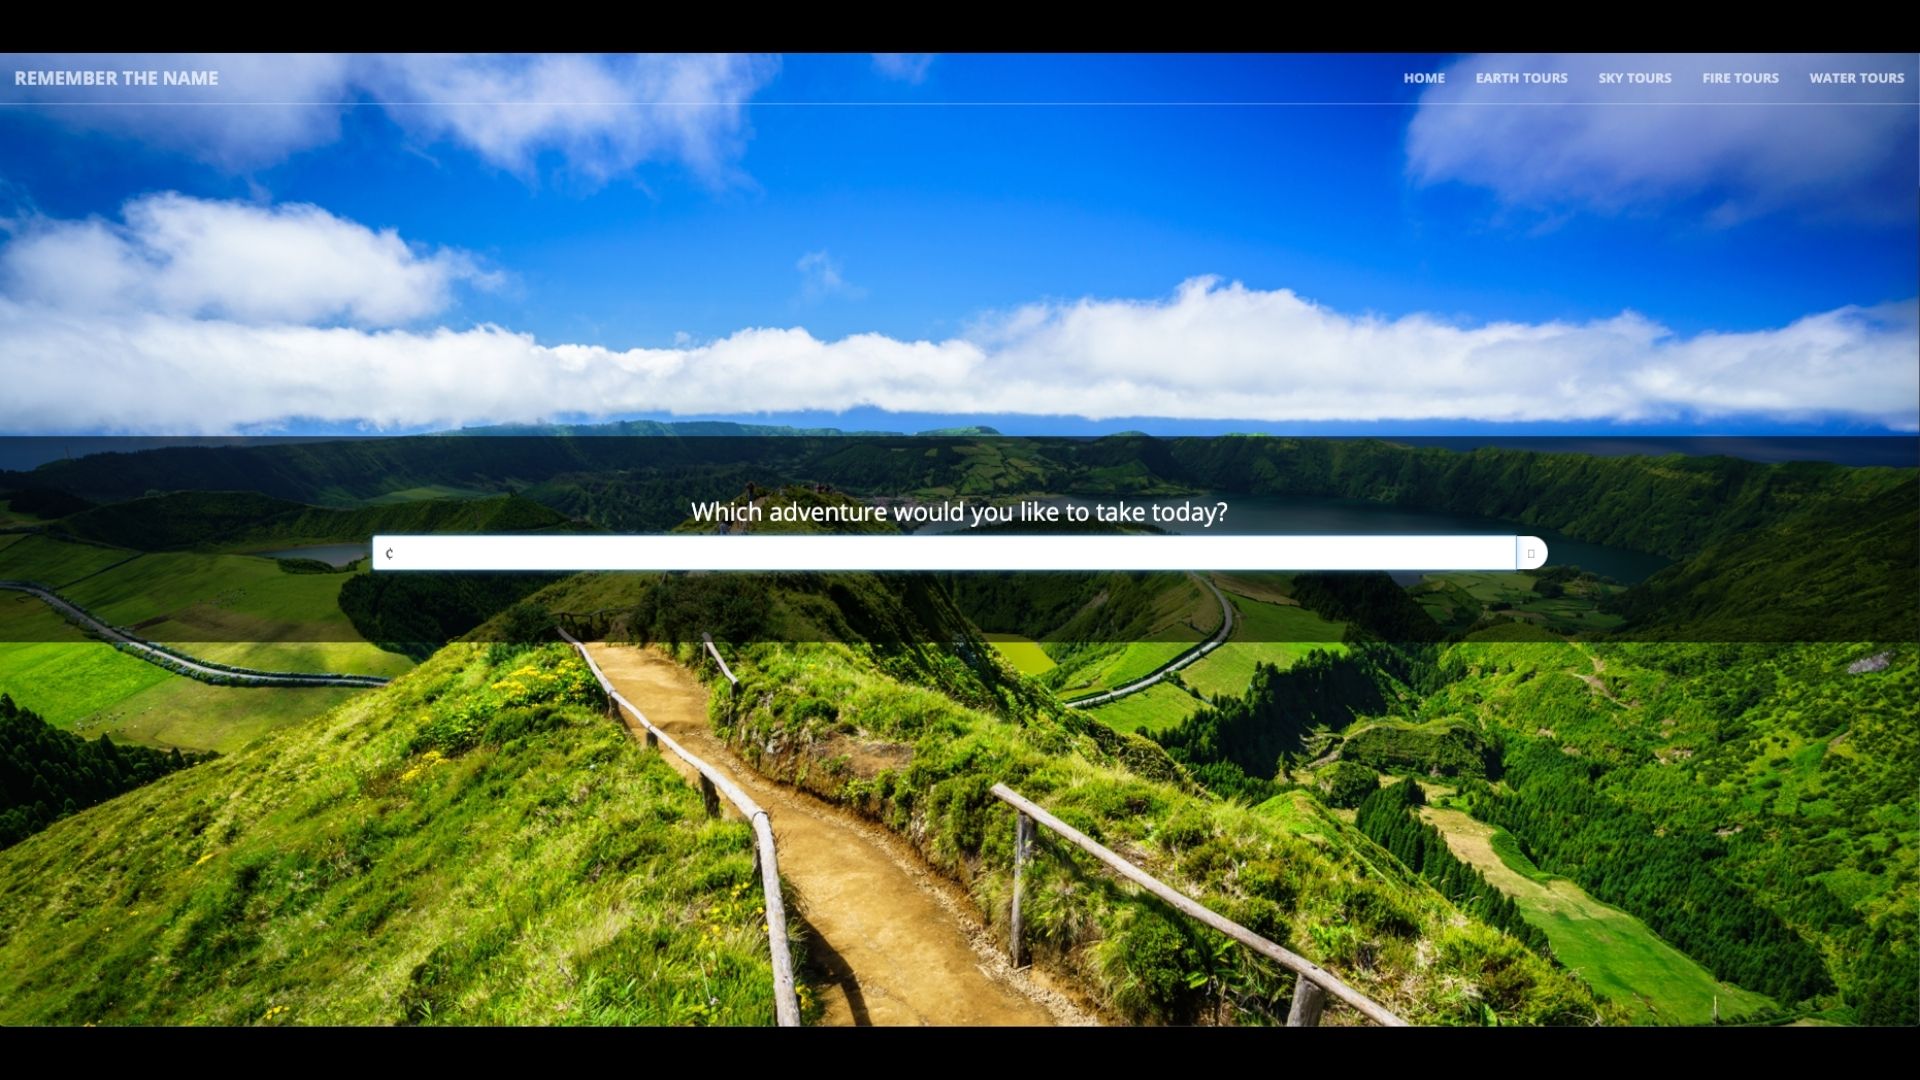 REMEMBER THE NAME
HOME EARTH TOURS SKY TOURS FIRE TOURS WATER TOURS
Which adventure would you like to take today?
¢